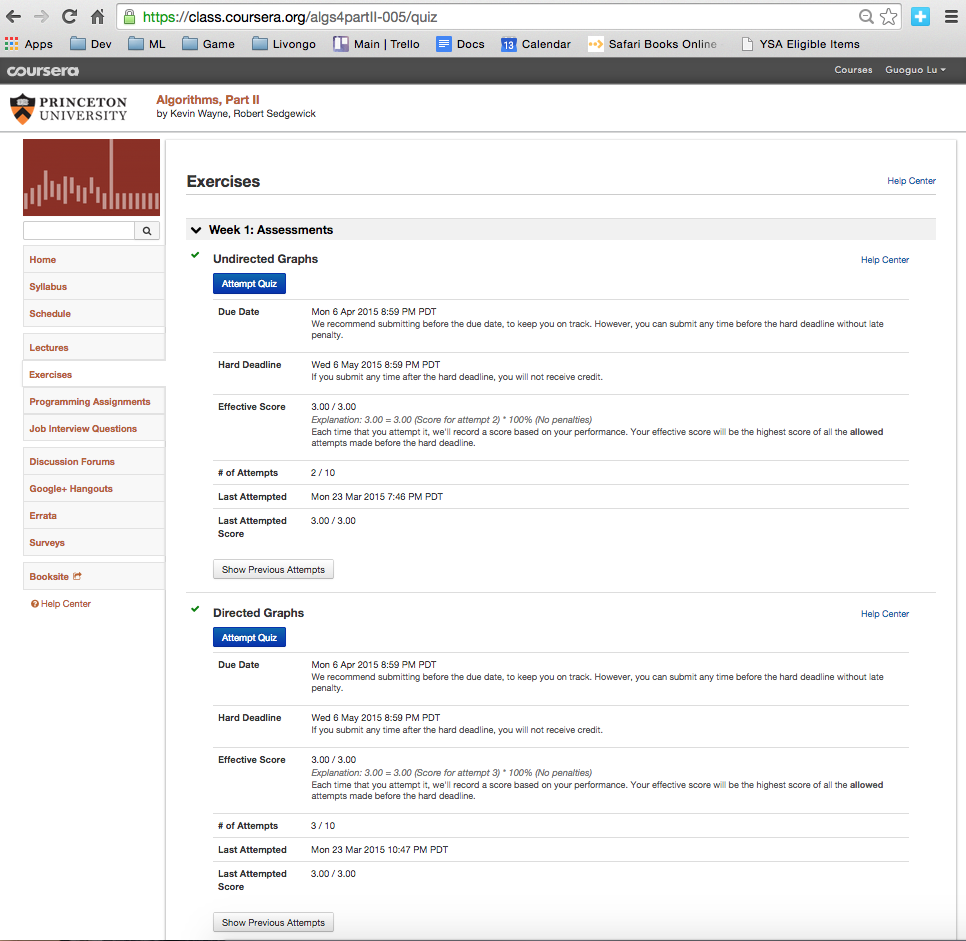 https://class.coursera.org/algs4partII-005/quiz
Apps Dev ML Game Livongo Main | Trello Docs 13 Calendar Safari Books Online YSA Eligible Items
coursera Courses Guoguo Lu
PRINCETON
UNIVERSITY
Algorithms, Part II
by Kevin Wayne, Robert Sedgewick
Home
Syllabus
Schedule
Lectures
Exercises
Programming Assignments
Job Interview Questions
Discussion Forums
Google+ Hangouts
Errata
Surveys
Booksite
Help Center
Exercises Help Center
Week 1: Assessments
Undirected Graphs Help Center
Attempt Quiz
Due Date Mon 6 Apr 2015 8:59 PM PDT
We recommend submitting before the due date, to keep you on track. However, you can submit any time before the hard deadline without late
penalty.
Hard Deadline Wed 6 May 2015 8:59 PM PDT
If you submit any time after the hard deadline, you will not receive credit.
Effective Score 3.00 / 3.00
Explanation: 3.00 = 3.00 (Score for attempt 2) * 100% (No penalties)
Each time that you attempt it, we'll record a score based on your performance. Your effective score will be the highest score of all the allowed
attempts made before the hard deadline.
# of Attempts 2 / 10
Last Attempted Mon 23 Mar 2015 7:46 PM PDT
Last Attempted 3.00 / 3.00
Score
Show Previous Attempts
Directed Graphs Help Center
Attempt Quiz
Due Date Mon 6 Apr 2015 8:59 PM PDT
We recommend submitting before the due date, to keep you on track. However, you can submit any time before the hard deadline without late
penalty.
Hard Deadline Wed 6 May 2015 8:59 PM PDT
If you submit any time after the hard deadline, you will not receive credit.
Effective Score 3.00 / 3.00
Explanation: 3.00 = 3.00 (Score for attempt 3) * 100% (No penalties)
Each time that you attempt it, we'll record a score based on your performance. Your effective score will be the highest score of all the allowed
attempts made before the hard deadline.
# of Attempts 3 / 10
Last Attempted Mon 23 Mar 2015 10:47 PM PDT
Last Attempted 3.00 / 3.00
Score
Show Previous Attempts